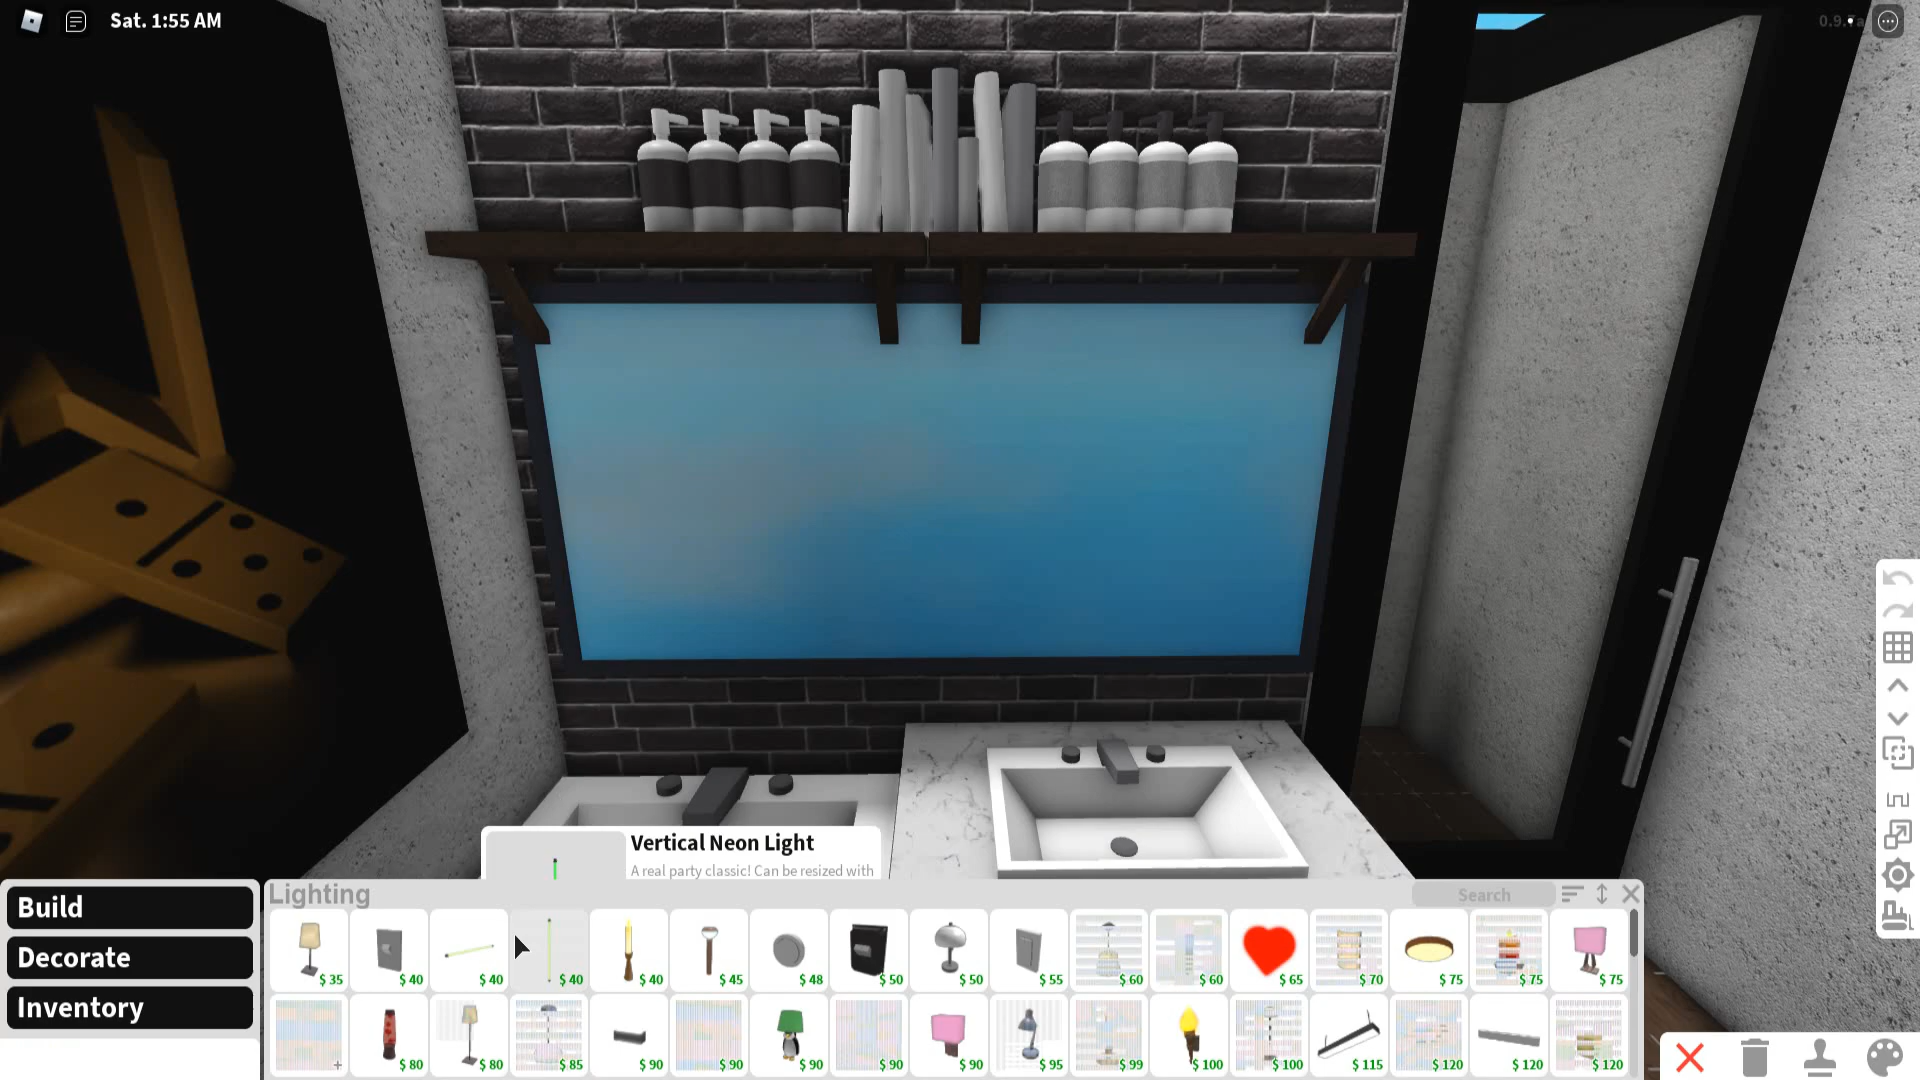 Sat. 1:55 AM
Vertical Neon Light
A real party classic! Can be resized with
Build
Decorate
Inventory
Lighting
Search
$ 35 $ 40 $ 40 $ 40 $ 40 $ 45 $ 48 $ 50 $ 50 $ 55 $ 60 $ 60 $ 65 $ 70 $ 75 $ 75 $ 75
+ $ 80 $ 80 $ 85 $ 90 $ 90 $ 90 $ 90 $ 90 $ 95 $ 99 $ 100 $ 100 $ 115 $ 120 $ 120 $ 120